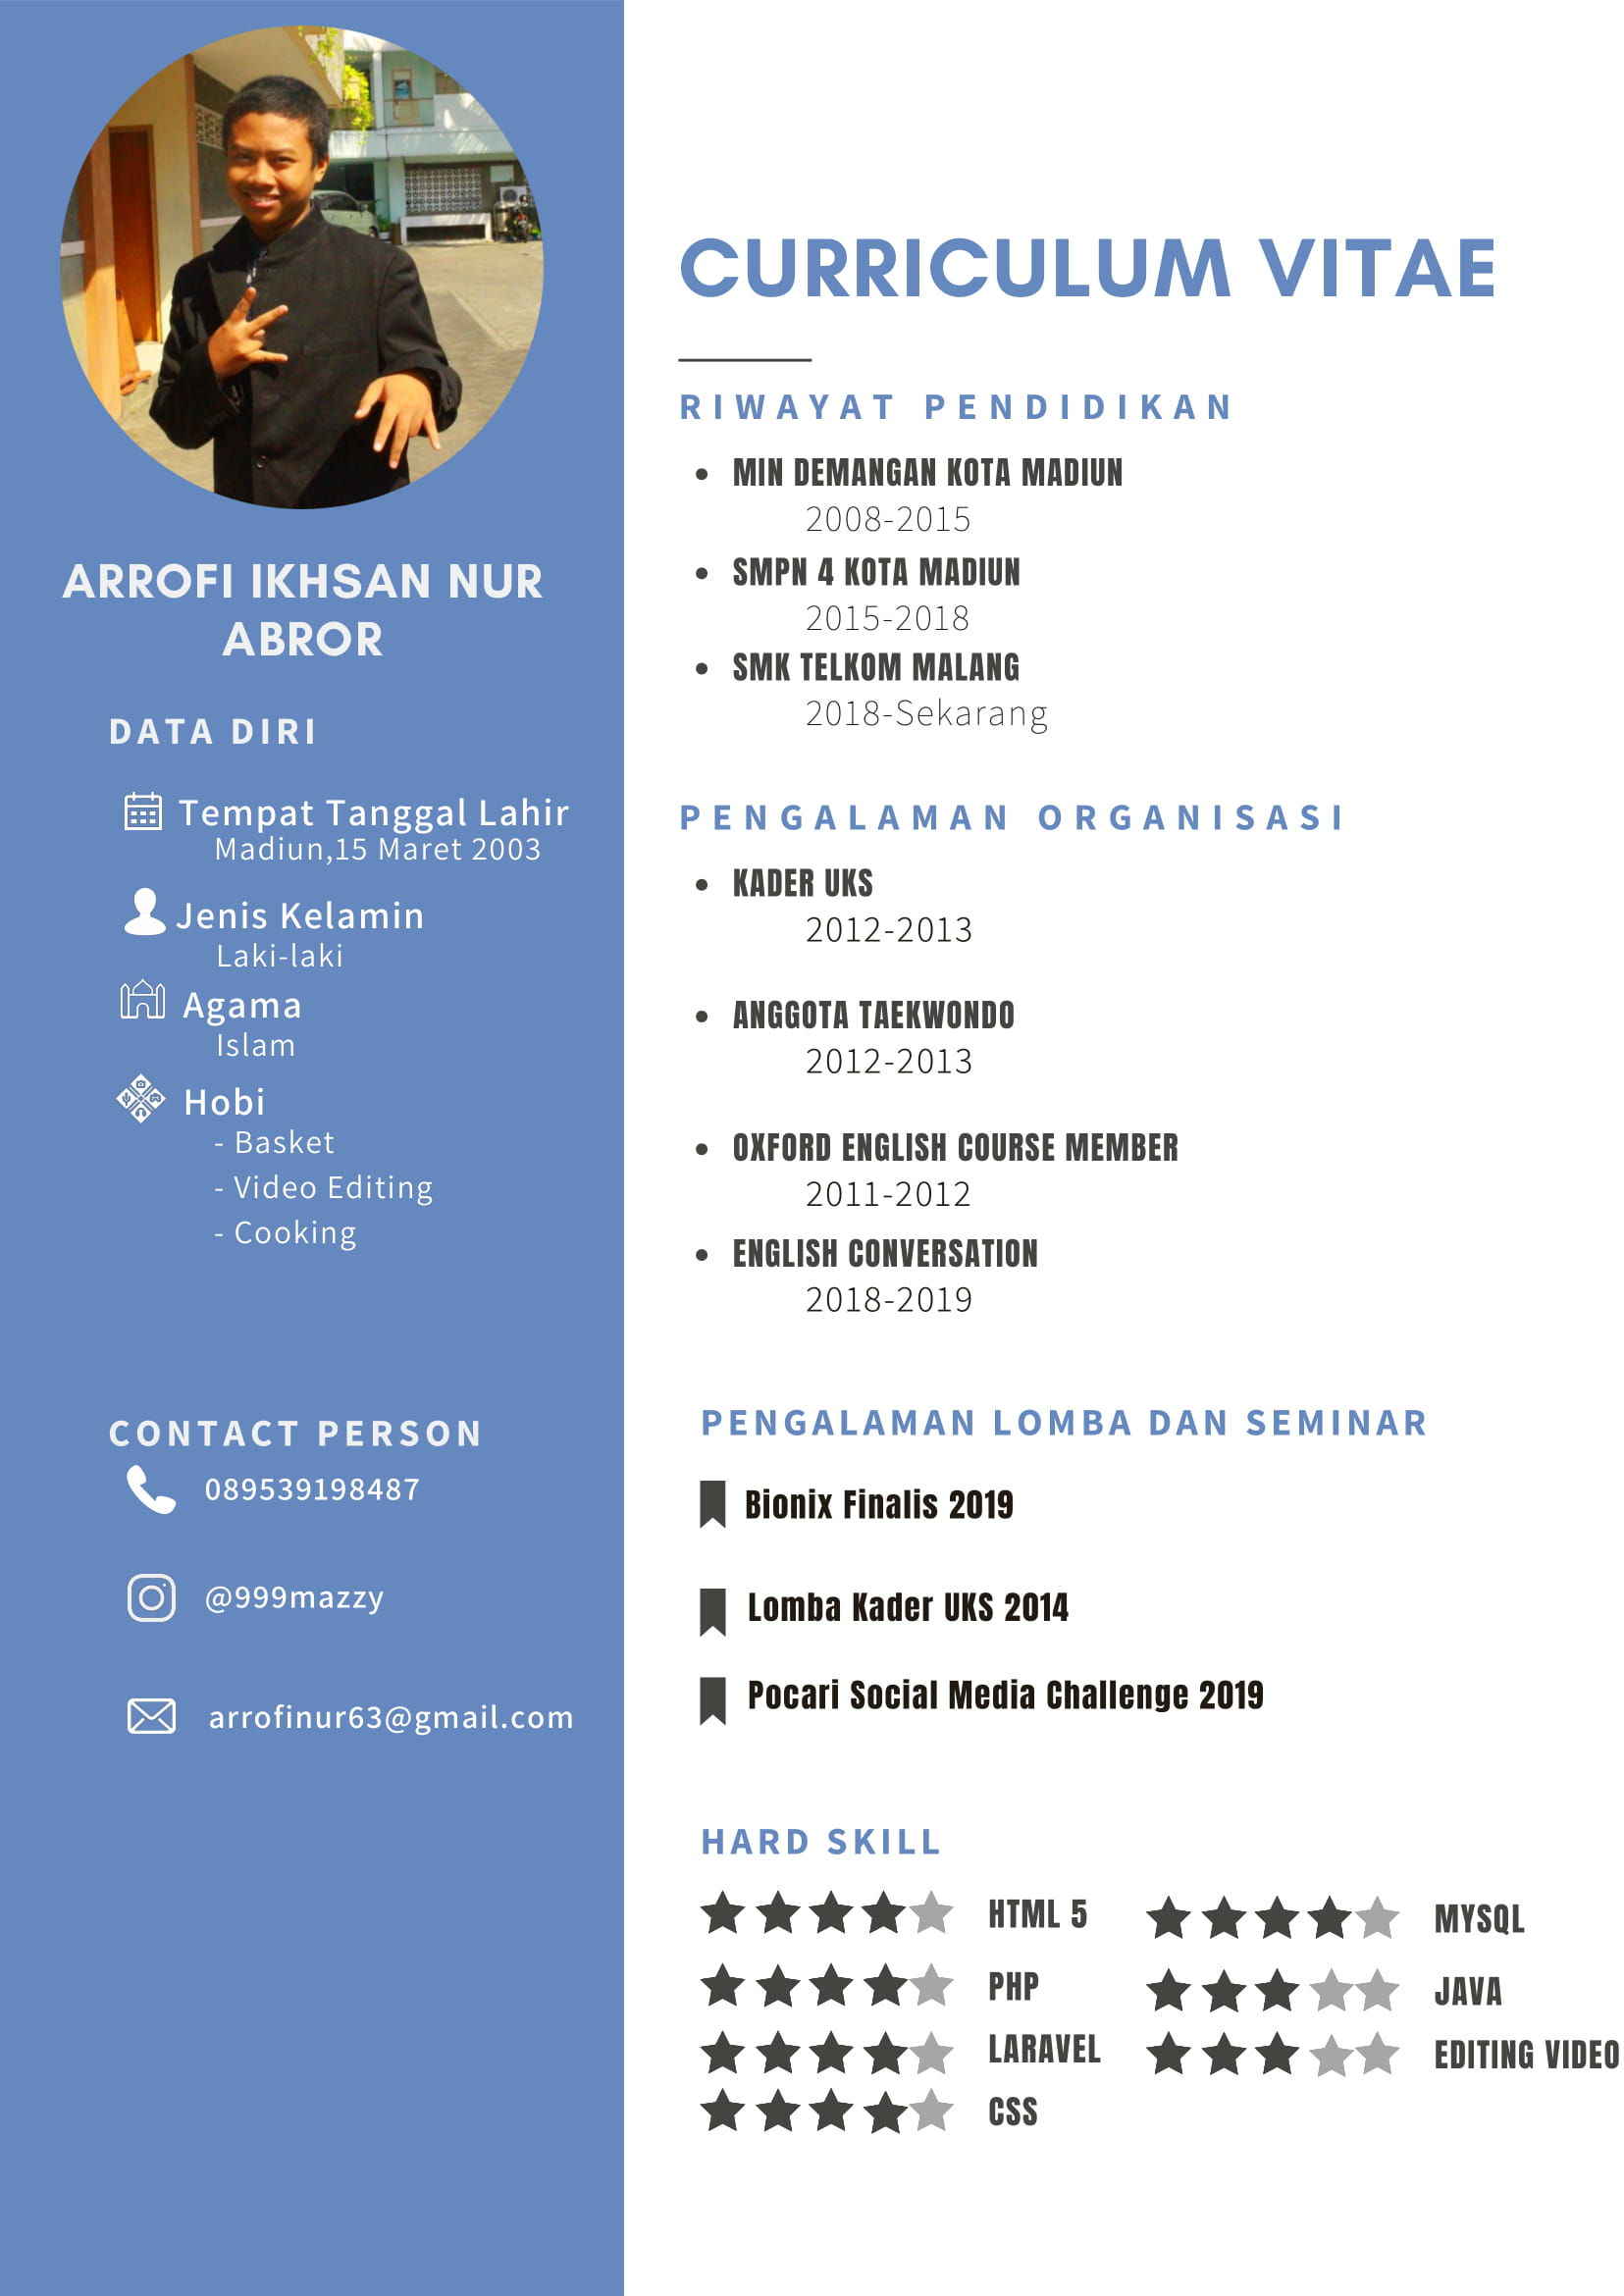 ARROFI IKHSAN NUR
ABROR
DATA DIRI
Tempat Tanggal Lahir
Madiun,15 Maret 2003
Jenis Kelamin
Laki-laki
Agama
Islam
Hobi
- Basket
- Video Editing
- Cooking
CONTACT PERSON
089539198487
@999mazzy
arrofinur63@gmail.com
CURRICULUM VITAE
RIWAYAT PENDIDIKAN
• MIN DEMANGAN KOTA MADIUN
2008-2015
• SMPN 4 KOTA MADIUN
2015-2018
• SMK TELKOM MALANG
2018-Sekarang
PENGALAMAN ORGANISASI
• KADER UKS
2012-2013
• ANGGOTA TAEKWONDO
2012-2013
• OXFORD ENGLISH COURSE MEMBER
2011-2012
• ENGLISH CONVERSATION
2018-2019
PENGALAMAN LOMBA DAN SEMINAR
Bionix Finalis 2019
Lomba Kader UKS 2014
Pocari Social Media Challenge 2019
HARD SKILL
HTML 5
PHP
LARAVEL
CSS
MYSQL
JAVA
EDITING VIDEO